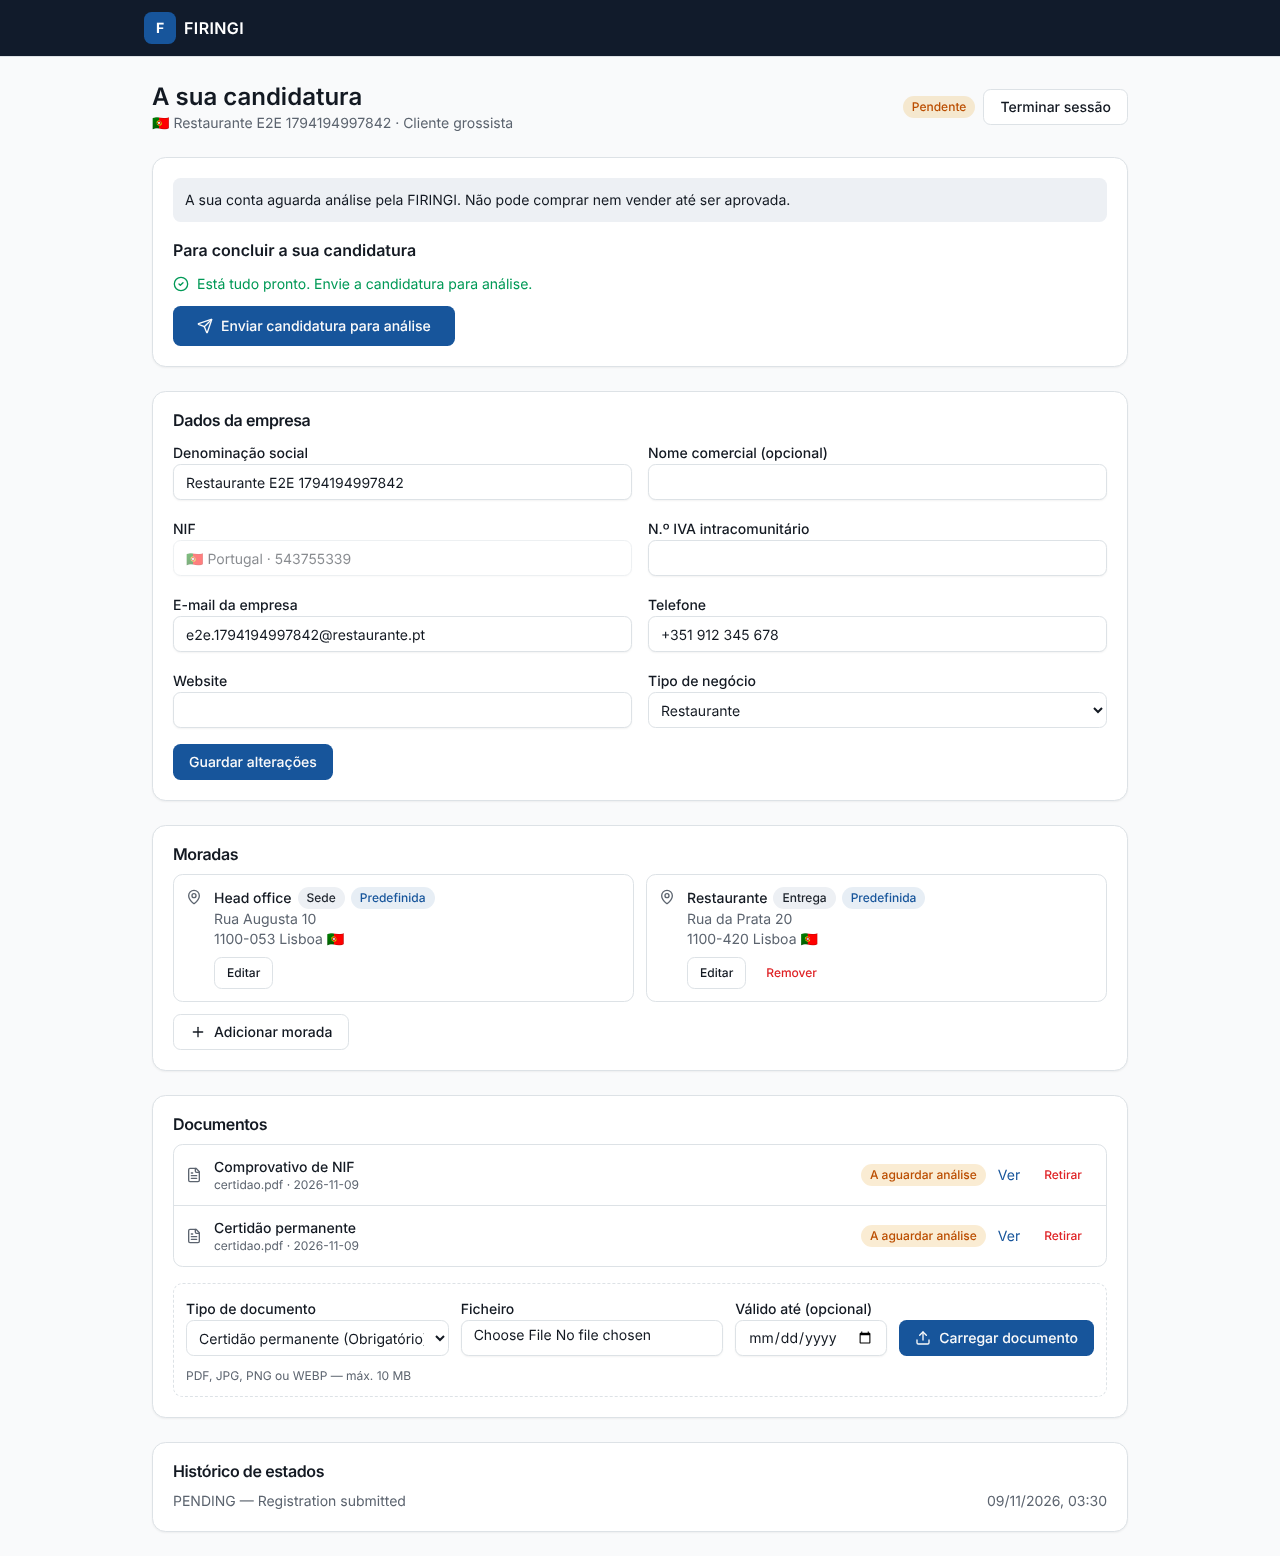 F FIRINGI
A sua candidatura
🇵🇹 Restaurante E2E 1794194997842 · Cliente grossista
Pendente
Terminar sessão
A sua conta aguarda análise pela FIRINGI. Não pode comprar nem vender até ser aprovada.
Para concluir a sua candidatura
Está tudo pronto. Envie a candidatura para análise.
Enviar candidatura para análise
Dados da empresa
Denominação social
Restaurante E2E 1794194997842
Nome comercial (opcional)
NIF
🇵🇹 Portugal · 543755339
N.º IVA intracomunitário
E-mail da empresa
e2e.1794194997842@restaurante.pt
Telefone
+351 912 345 678
Website
Tipo de negócio
Restaurante
Guardar alterações
Moradas
Head office Sede Predefinida
Rua Augusta 10
1100-053 Lisboa 🇵🇹
Editar
Restaurante Entrega Predefinida
Rua da Prata 20
1100-420 Lisboa 🇵🇹
Editar Remover
Adicionar morada
Documentos
Comprovativo de NIF
certidao.pdf · 2026-11-09
A aguardar análise Ver Retirar
Certidão permanente
certidao.pdf · 2026-11-09
A aguardar análise Ver Retirar
Tipo de documento
Certidão permanente (Obrigatório)
Ficheiro
Choose File No file chosen
Válido até (opcional)
mm/dd/yyyy
Carregar documento
PDF, JPG, PNG ou WEBP — máx. 10 MB
Histórico de estados
PENDING — Registration submitted
09/11/2026, 03:30